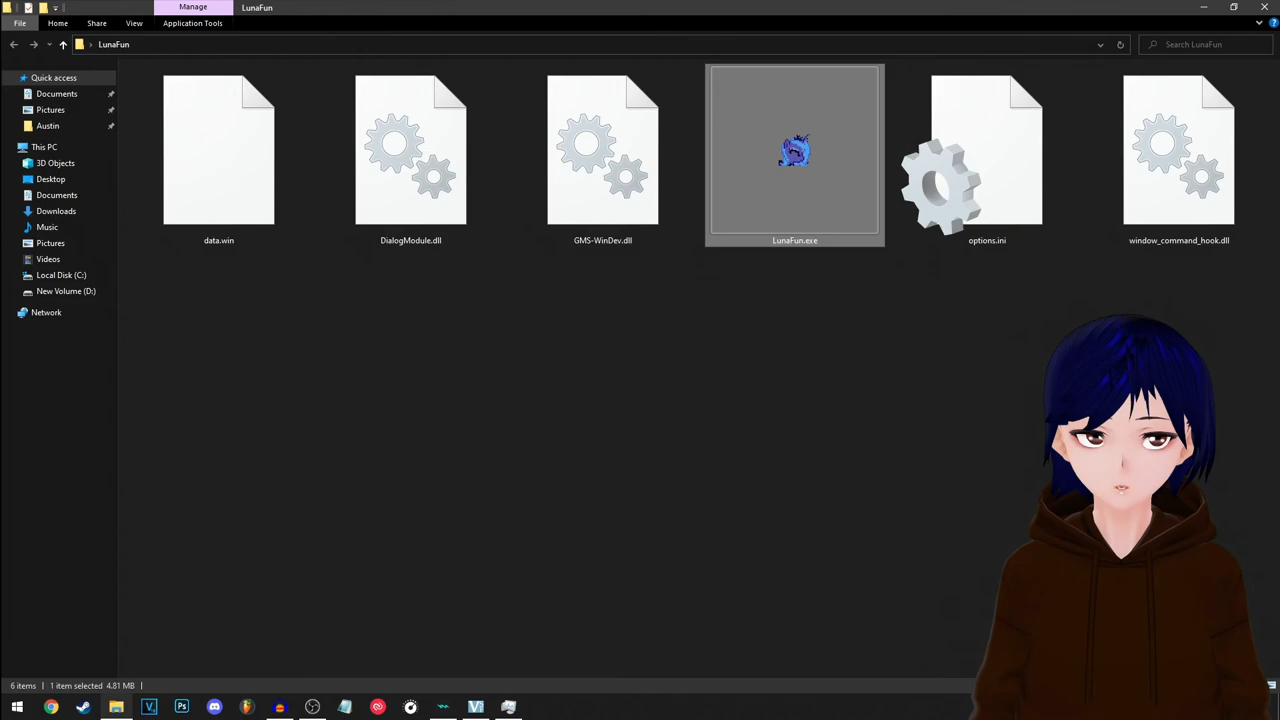 Manage
LunaFun
File
Home
Share
View
Application Tools
LunaFun
Search LunaFun
Quick access
Documents
Pictures
Austin
This PC
3D Objects
Desktop
Documents
Downloads
Music
Pictures
Videos
Local Disk (C:)
New Volume (D:)
Network
data.win
DialogModule.dll
GMS-WinDev.dll
LunaFun.exe
options.ini
window_command_hook.dll
6 items
1 item selected 4.81 MB
Ps